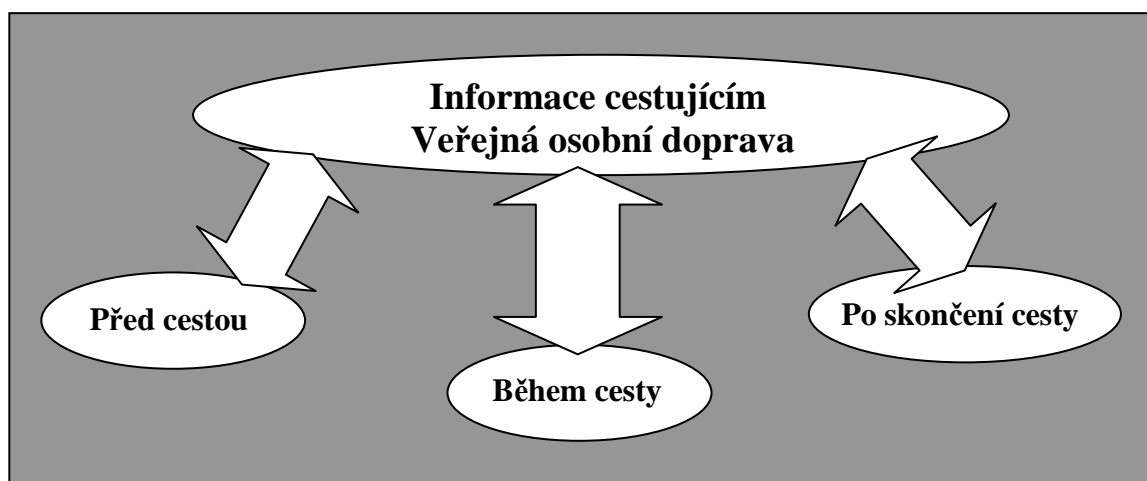 Informace cestujícím
Veřejná osobní doprava
Před cestou
Po skončení cesty
Během cesty